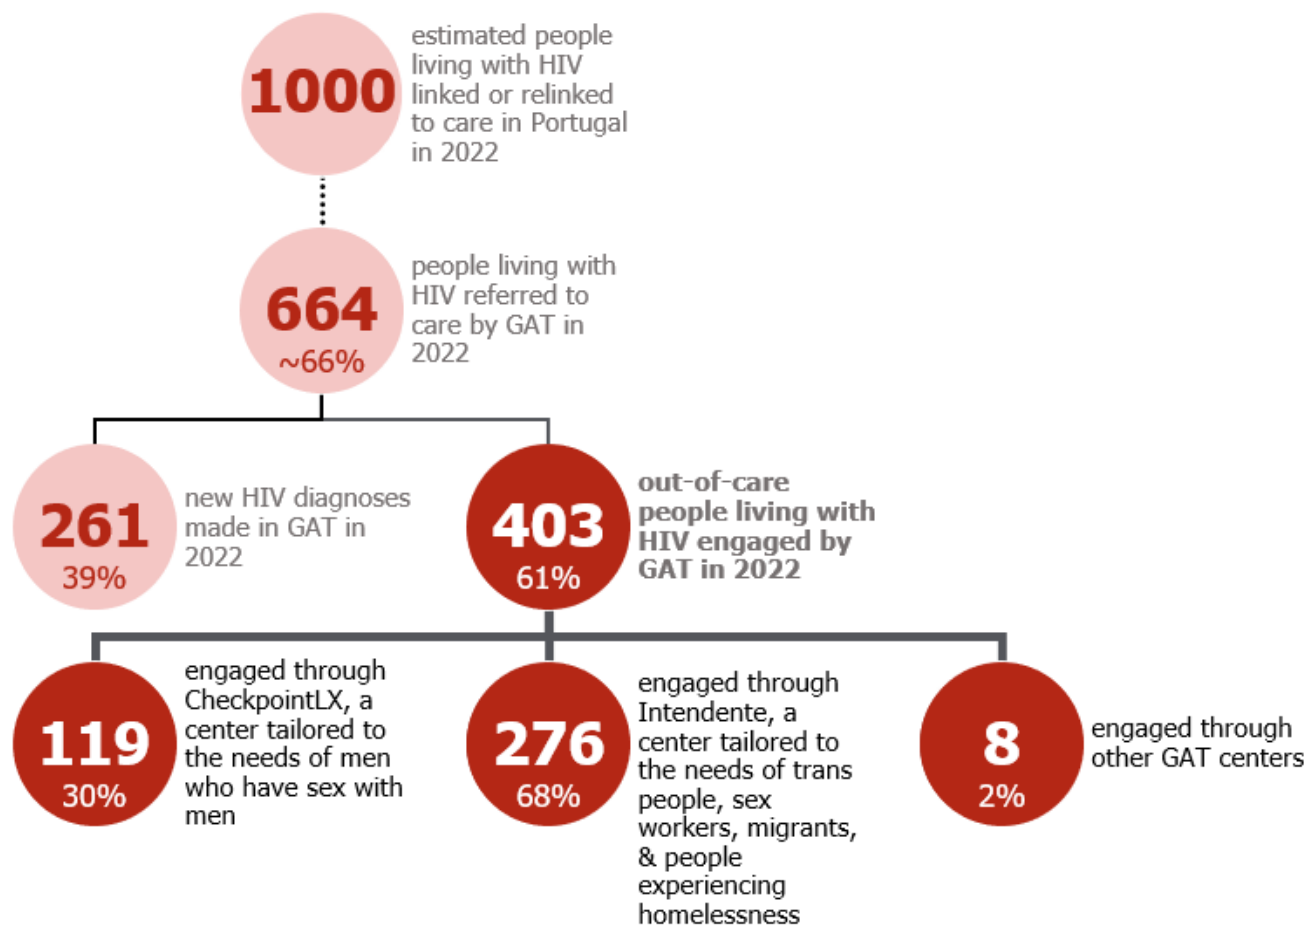 1000
estimated people
living with HIV
linked or relinked
to care in Portugal
in 2022
664
~66%
people living with
HIV referred to
care by GAT in
2022
261
39%
new HIV diagnoses
made in GAT in
2022
403
61%
out-of-care
people living with
HIV engaged by
GAT in 2022
119
30%
engaged through
CheckpointLX, a
center tailored to
the needs of men
who have sex with
men
276
68%
engaged through
Intendente, a
center tailored to
the needs of trans
people, sex
workers, migrants,
& people
experiencing
homelessness
8
2%
engaged through
other GAT centers